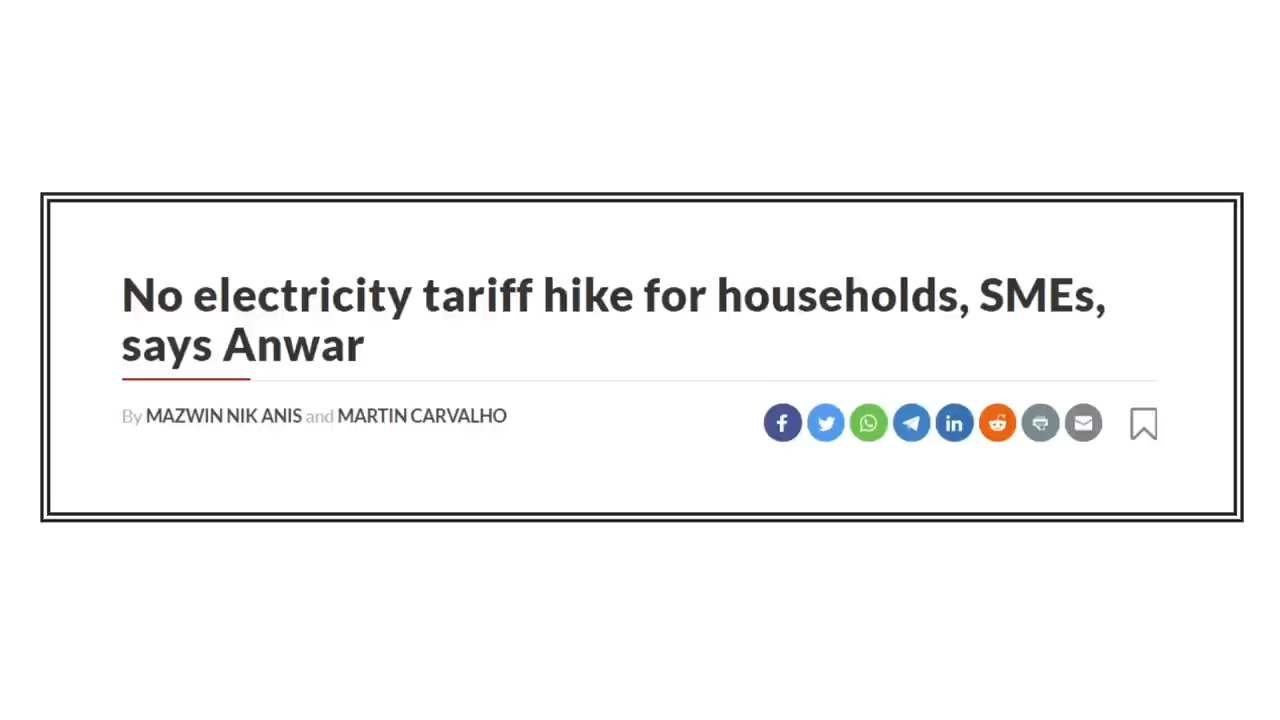 No electricity tariff hike for households, SMEs,
says Anwar
By MAZWIN NIK ANIS and MARTIN CARVALHO